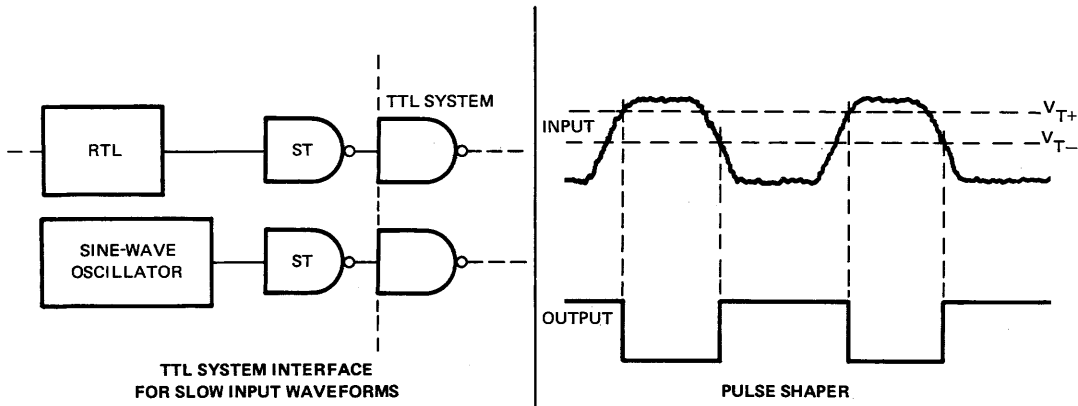 TTL SYSTEM
RTL
ST
SINE-WAVE
OSCILLATOR
ST
TTL SYSTEM INTERFACE
FOR SLOW INPUT WAVEFORMS
INPUT
VT+
VT−
OUTPUT
PULSE SHAPER